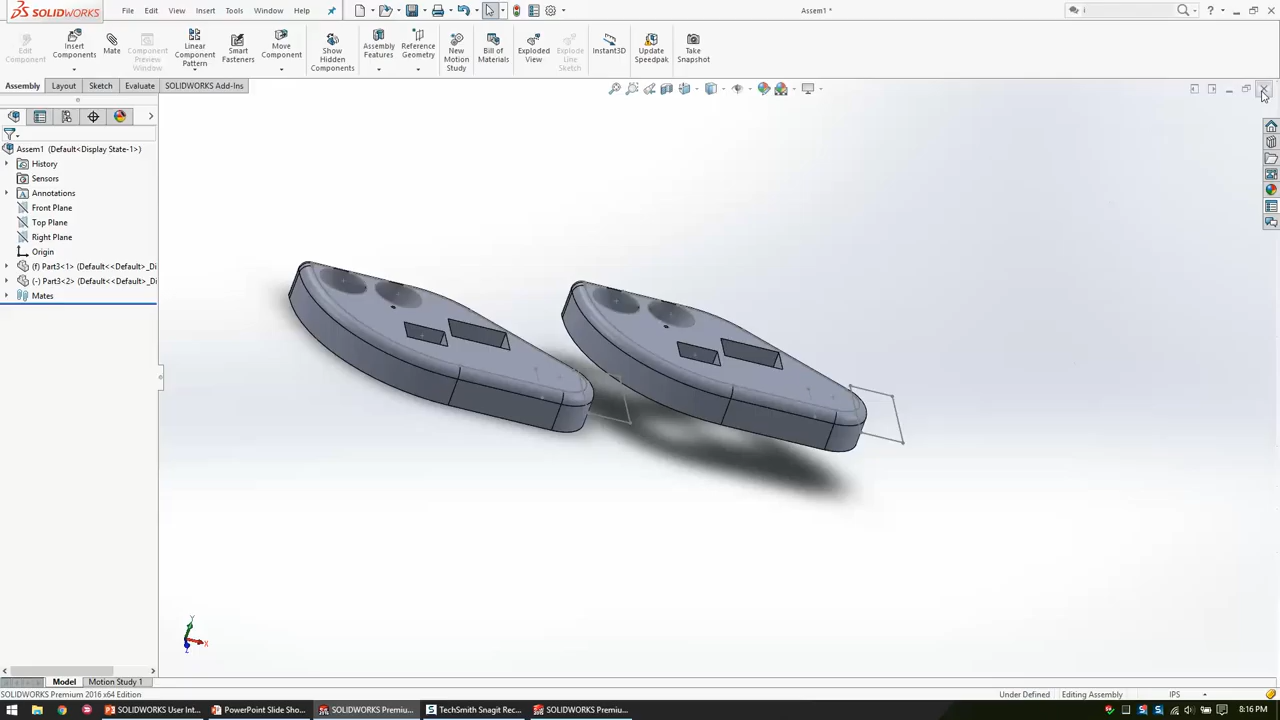 SOLIDWORKS File Edit View Insert Tools Window Help Assem1 *
Edit Component
Insert Components
Mate
Component Preview Window
Linear Component Pattern
Smart Fasteners
Move Component
Show Hidden Components
Assembly Features
Reference Geometry
New Motion Study
Bill of Materials
Exploded View
Explode Line Sketch
Instant3D
Update Speedpak
Take Snapshot
Assembly Layout Sketch Evaluate SOLIDWORKS Add-Ins
Assem1 (Default<Display State-1>)
History
Sensors
Annotations
Front Plane
Top Plane
Right Plane
Origin
(f) Part3<1> (Default<<Default>_Di
(-) Part3<2> (Default<<Default>_Di
Mates
Y
X
Z
Model Motion Study 1
SOLIDWORKS Premium 2016 x64 Edition Under Defined Editing Assembly IPS
SOLIDWORKS User Int... PowerPoint Slide Sho... SOLIDWORKS Premiu... TechSmith Snagit Rec... SOLIDWORKS Premiu... 8:16 PM